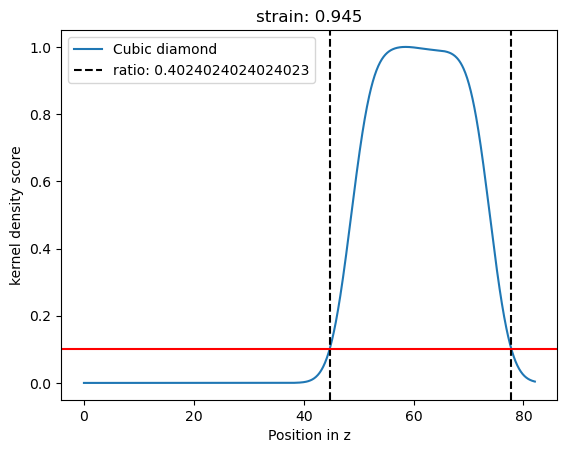 strain: 0.945
Cubic diamond
ratio: 0.4024024024024023
kernel density score
1.0
0.8
0.6
0.4
0.2
0.0
0
20
40
60
80
Position in z